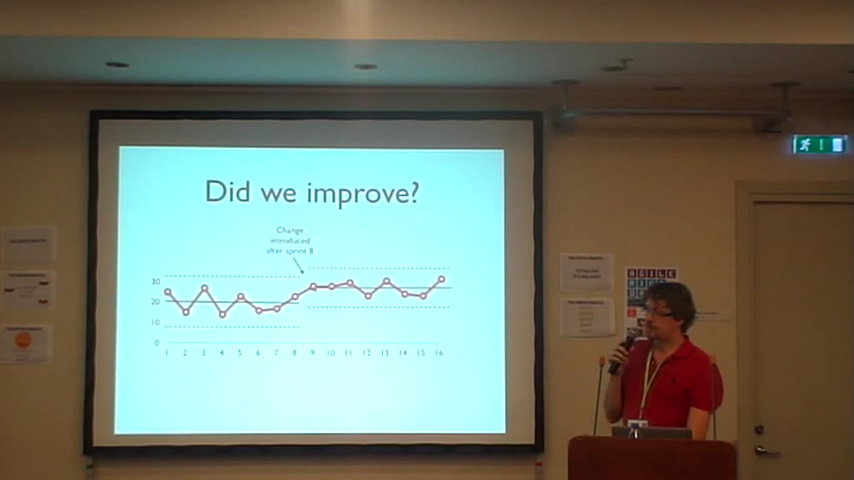 Did we improve?
Change
introduced
after sprint 8
30
20
10
0
1 2 3 4 5 6 7 8 9 10 11 12 13 14 15 16
AGILE